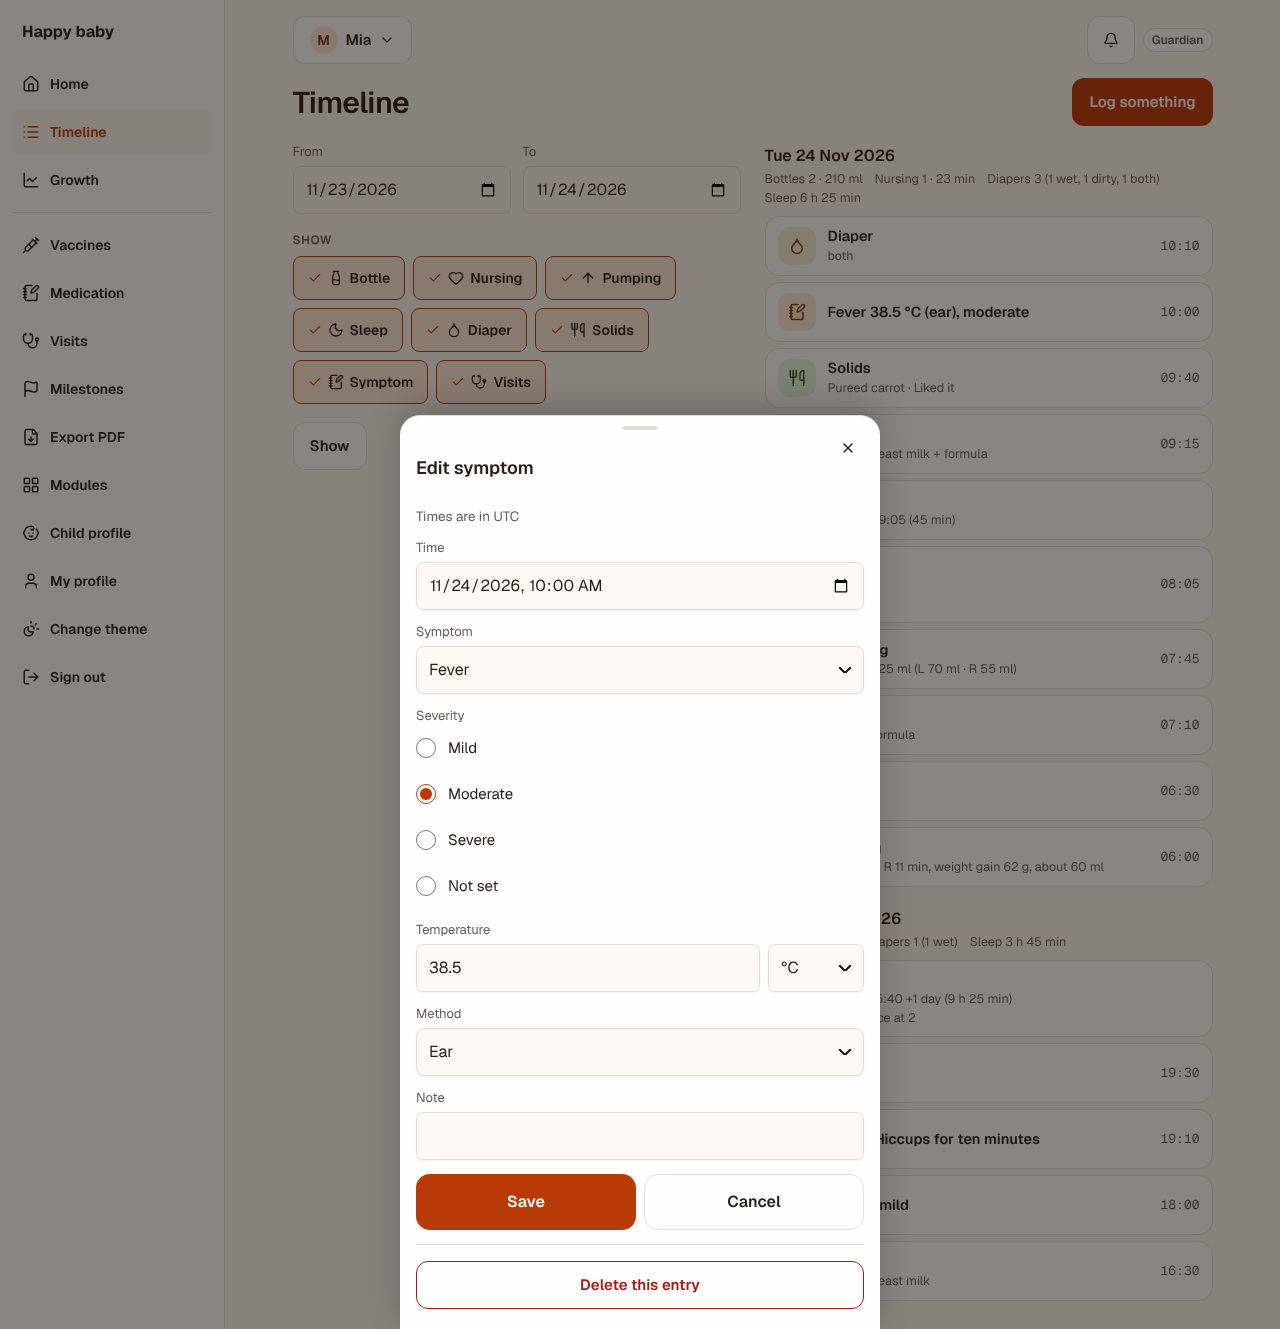 Happy baby
Home
Timeline
Growth
Vaccines
Medication
Visits
Milestones
Export PDF
Modules
Child profile
My profile
Change theme
Sign out
M Mia
Guardian
Timeline
Log something
From
To
11/23/2026
11/24/2026
SHOW
Bottle
Nursing
Pumping
Sleep
Diaper
Solids
Symptom
Visits
Show
Tue 24 Nov 2026
Bottles 2 · 210 ml Nursing 1 · 23 min Diapers 3 (1 wet, 1 dirty, 1 both)
Sleep 6 h 25 min
Diaper
both
10:10
Fever 38.5 °C (ear), moderate
10:00
Solids
Pureed carrot · Liked it
09:40
milk + formula
09:15
9:05 (45 min)
08:05
25 ml (L 70 ml · R 55 ml)
07:45
07:10
06:30
R 11 min, weight gain 62 g, about 60 ml
06:00
26
1 (1 wet) Sleep 3 h 45 min
5:40 +1 day (9 h 25 min)
at 2
19:30
Hiccups for ten minutes
19:10
mild
18:00
milk
16:30
Edit symptom
Times are in UTC
Time
11/24/2026, 10:00 AM
Symptom
Fever
Severity
Mild
Moderate
Severe
Not set
Temperature
38.5
°C
Method
Ear
Note
Save
Cancel
Delete this entry